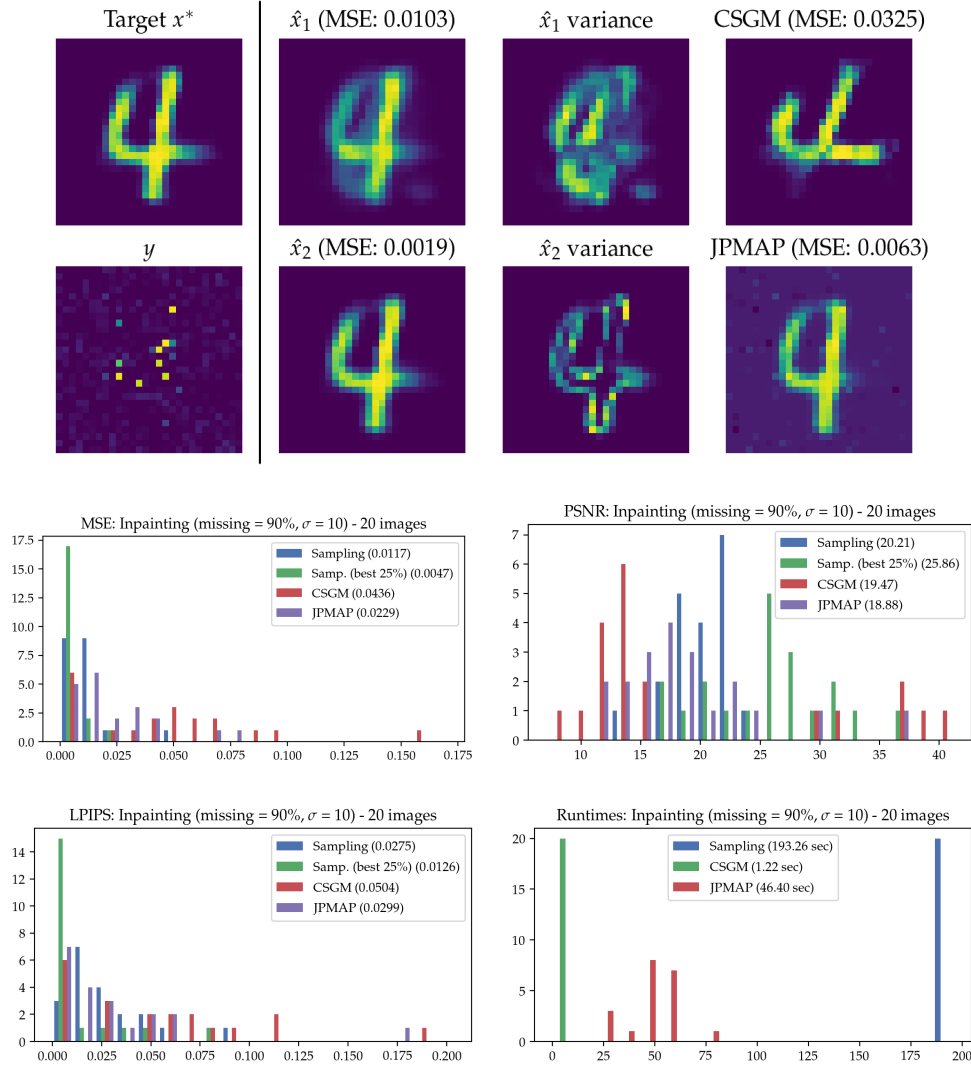 Target x*
x̂₁ (MSE: 0.0103)
x̂₁ variance
CSGM (MSE: 0.0325)
y
x̂₂ (MSE: 0.0019)
x̂₂ variance
JPMAP (MSE: 0.0063)
MSE: Inpainting (missing = 90%, σ = 10) - 20 images
17.5
15.0
12.5
10.0
7.5
5.0
2.5
0.0
Sampling (0.0117)
Samp. (best 25%) (0.0047)
CSGM (0.0436)
JPMAP (0.0229)
0.000 0.025 0.050 0.075 0.100 0.125 0.150 0.175
PSNR: Inpainting (missing = 90%, σ = 10) - 20 images
7
6
5
4
3
2
1
0
Sampling (20.21)
Samp. (best 25%) (25.86)
CSGM (19.47)
JPMAP (18.88)
10 15 20 25 30 35 40
LPIPS: Inpainting (missing = 90%, σ = 10) - 20 images
14
12
10
8
6
4
2
0
Sampling (0.0275)
Samp. (best 25%) (0.0126)
CSGM (0.0504)
JPMAP (0.0299)
0.000 0.025 0.050 0.075 0.100 0.125 0.150 0.175 0.200
Runtimes: Inpainting (missing = 90%, σ = 10) - 20 images
20
15
10
5
0
Sampling (193.26 sec)
CSGM (1.22 sec)
JPMAP (46.40 sec)
0 25 50 75 100 125 150 175 200